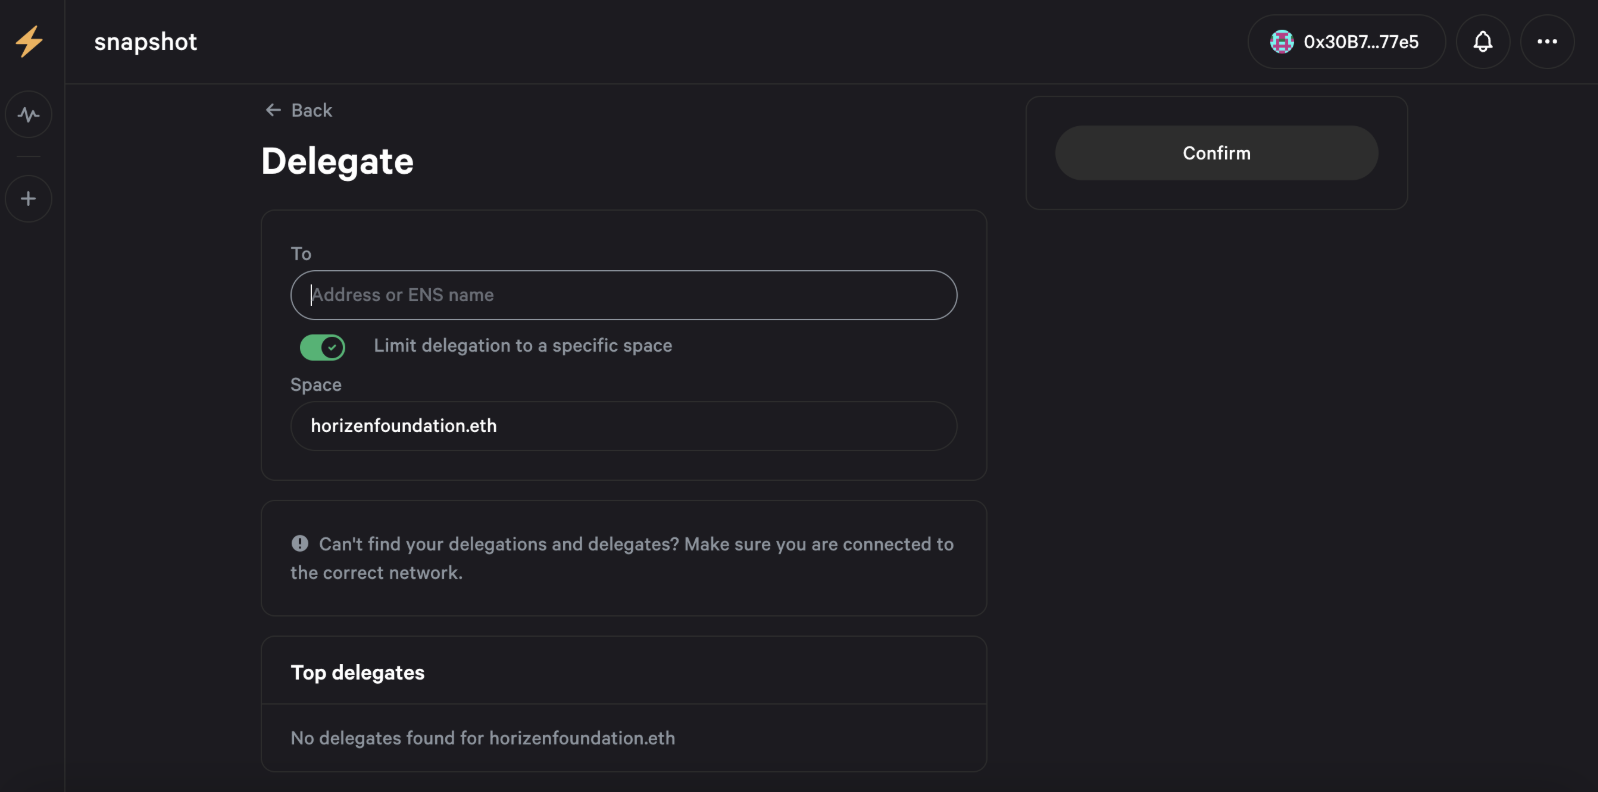 snapshot
0x30B7...77e5
Back
Delegate
Confirm
To
Address or ENS name
Limit delegation to a specific space
Space
horizenfoundation.eth
Can't find your delegations and delegates? Make sure you are connected to
the correct network.
Top delegates
No delegates found for horizenfoundation.eth